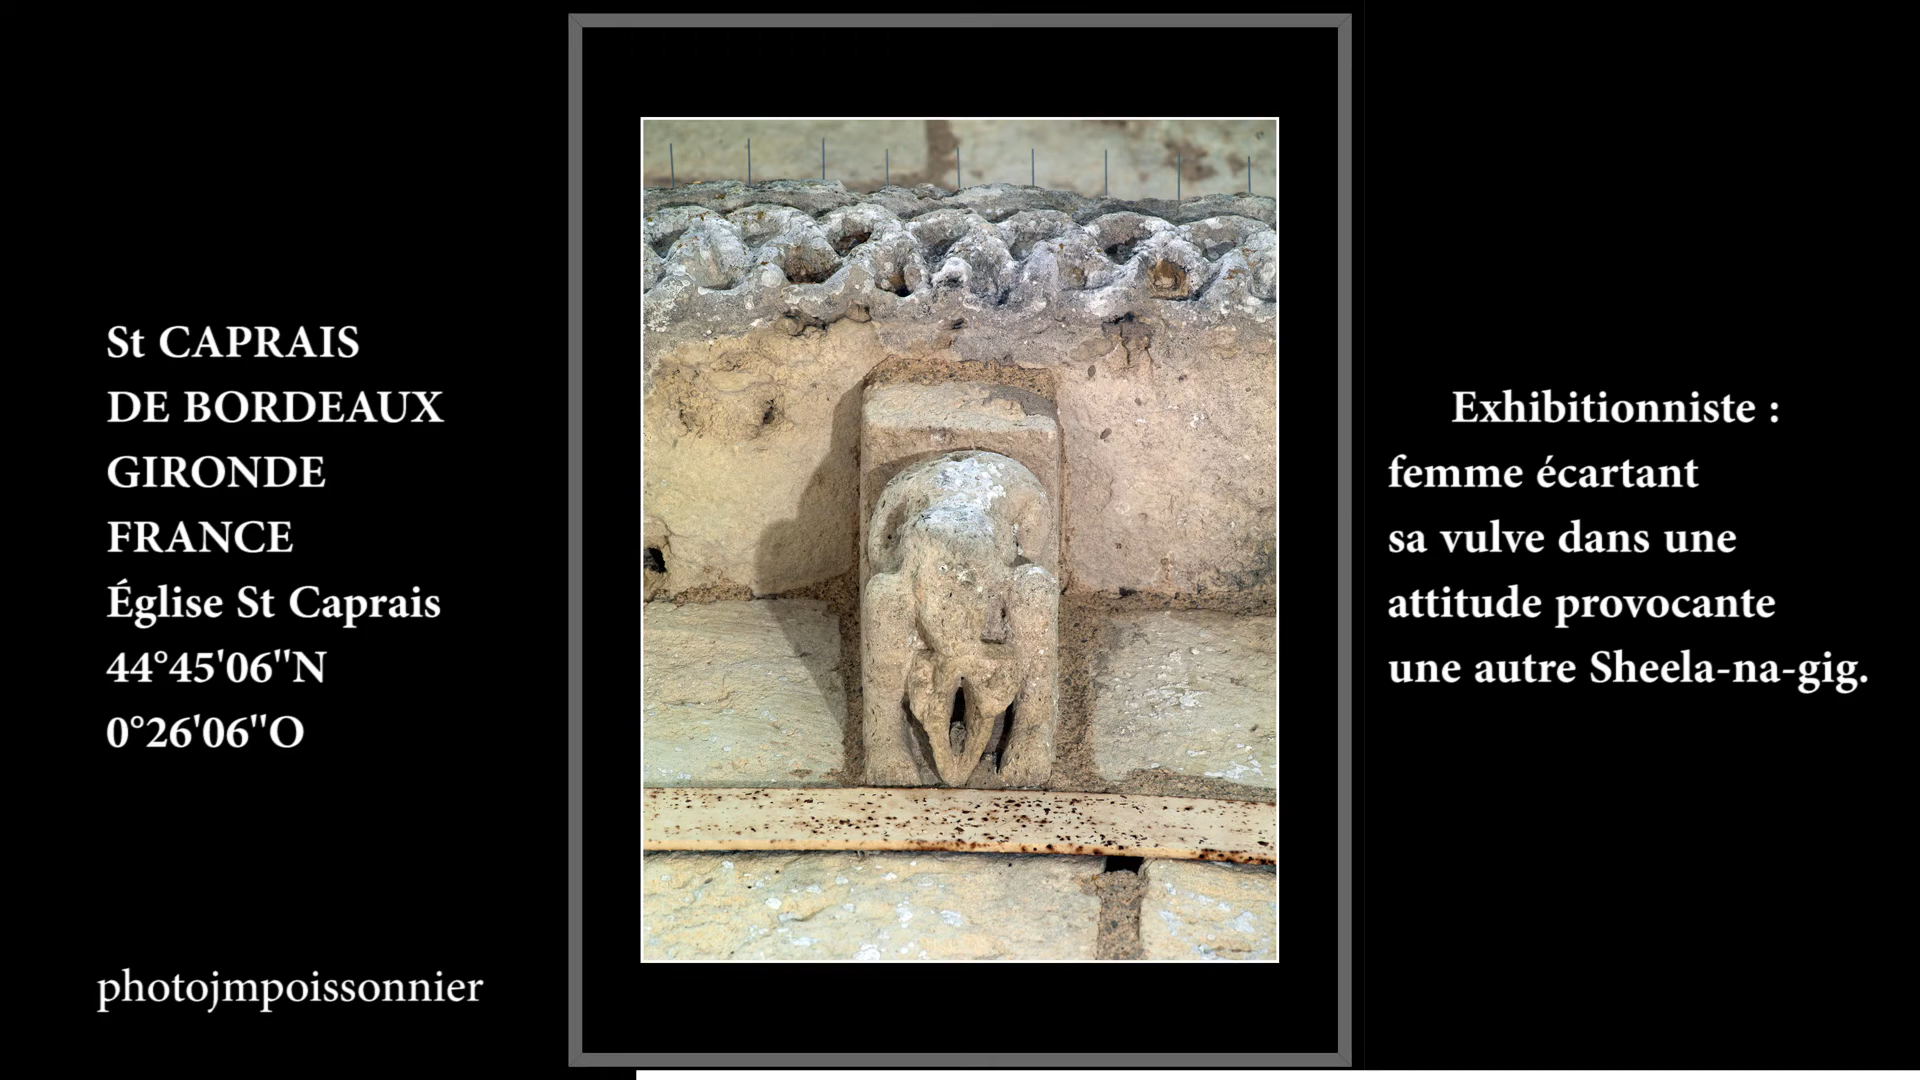 St CAPRAIS
DE BORDEAUX
GIRONDE
FRANCE
Église St Caprais
44°45'06"N
0°26'06"O
photojmpoissonnier
Exhibitionniste :
femme écartant
sa vulve dans une
attitude provocante
une autre Sheela-na-gig.